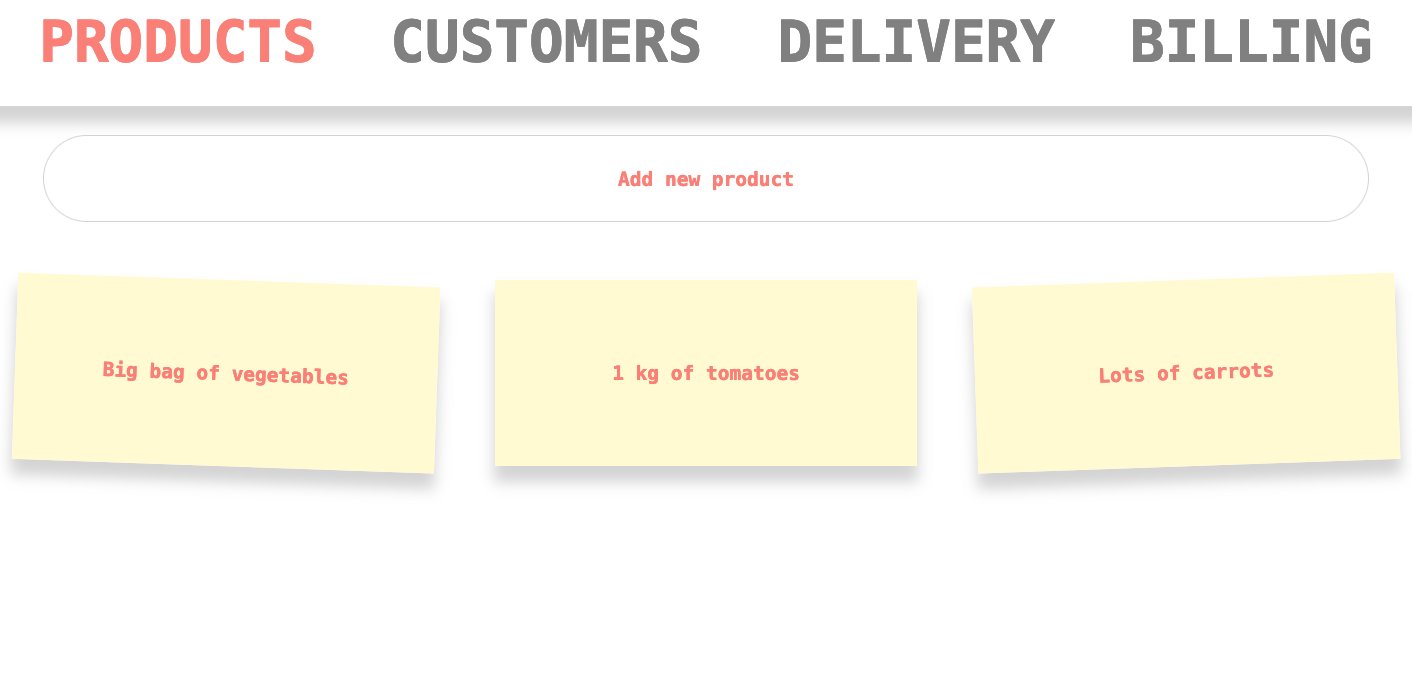 PRODUCTS CUSTOMERS DELIVERY BILLING
Add new product
Big bag of vegetables
1 kg of tomatoes
Lots of carrots